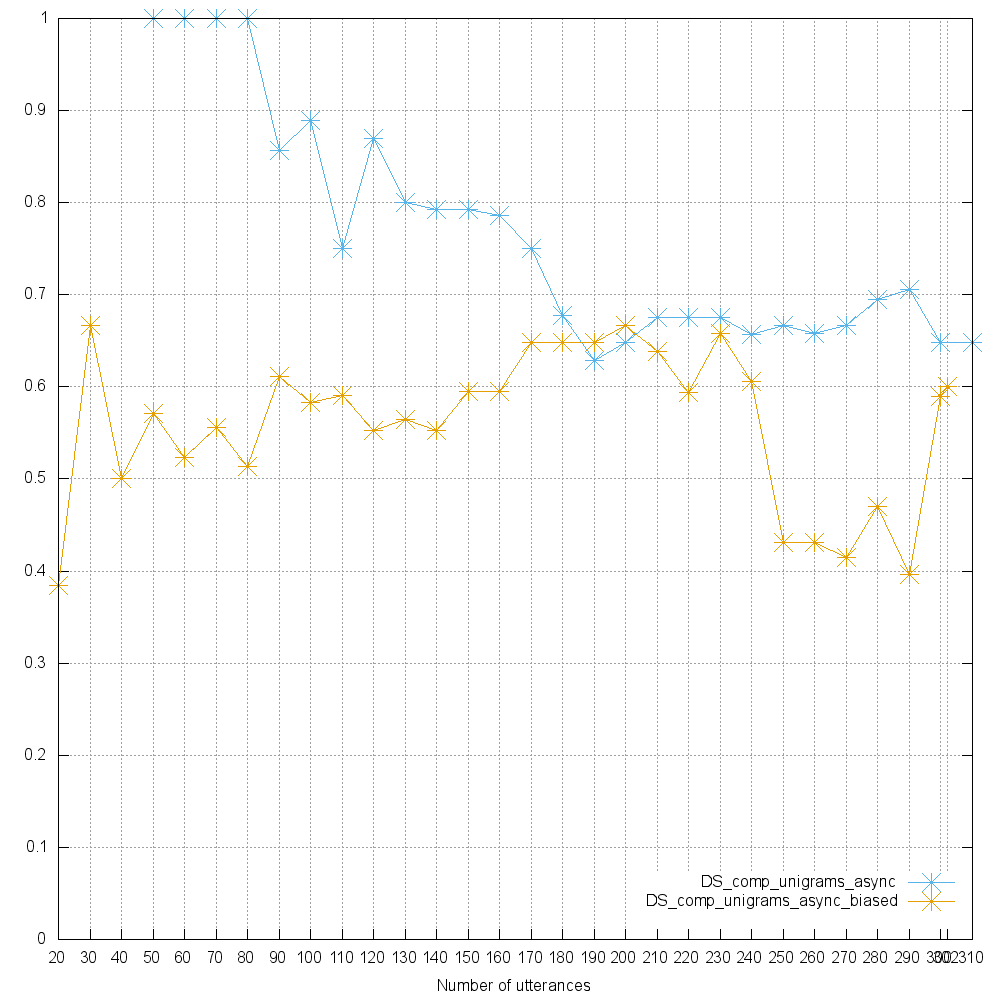 1
0.9
0.8
0.7
0.6
0.5
0.4
0.3
0.2
0.1
0
DS_comp_unigrams_async
DS_comp_unigrams_async_biased
20 30 40 50 60 70 80 90 100 110 120 130 140 150 160 170 180 190 200 210 220 230 240 250 260 270 280 290 300 302 310
Number of utterances